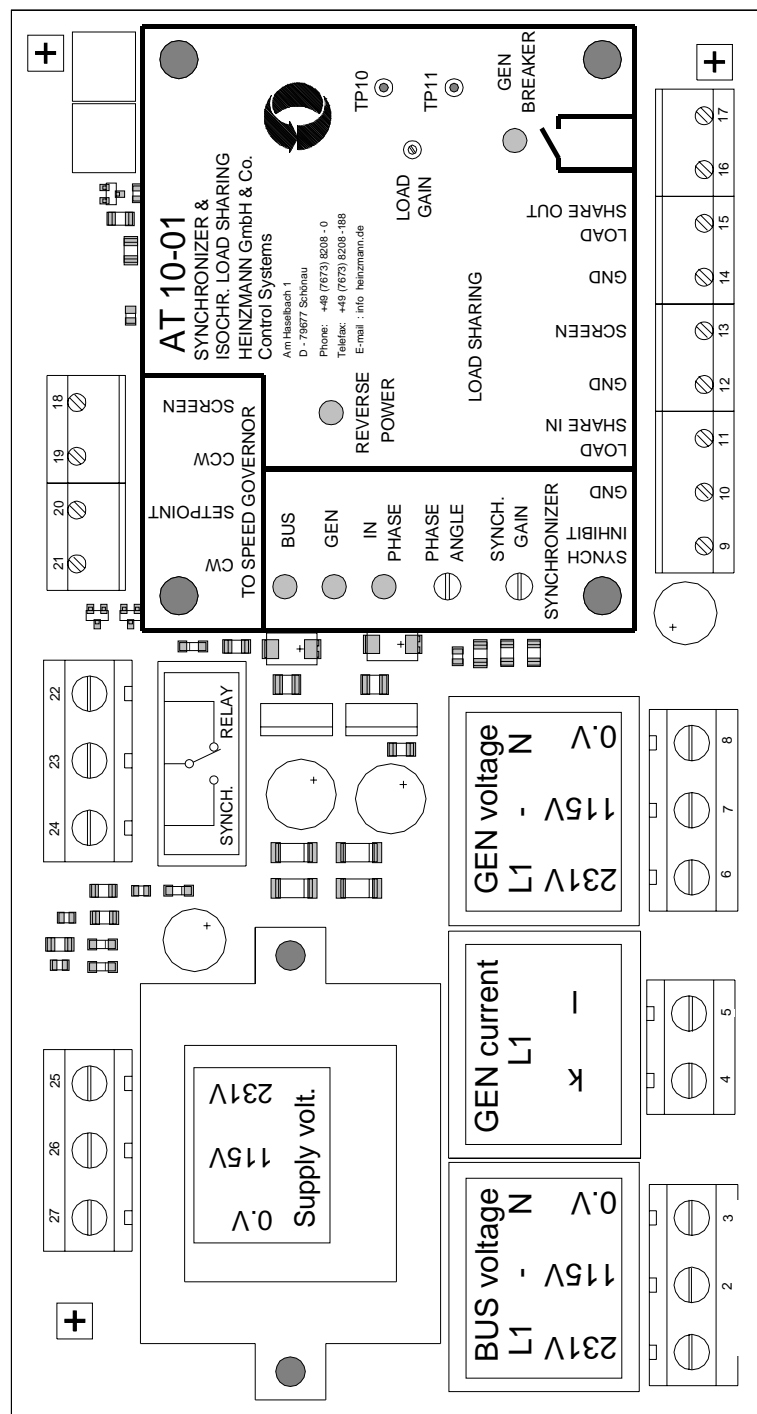 AT 10-01
SYNCHRONIZER &
ISOCHR. LOAD SHARING
HEINZMANN GmbH & Co.
Control Systems
Am Haselbach 1
D - 79677 Schönau
Phone: +49 (7673) 8208 - 0
Telefax: +49 (7673) 8208 -188
E-mail : info heinzmann.de
TP10
TP11
LOAD
GAIN
GEN
BREAKER
REVERSE
POWER
LOAD SHARING
LOAD
SHARE OUT
GND
SCREEN
GND
LOAD
SHARE IN
17
16
15
14
13
12
11
10
9
18
19
20
21
SCREEN
CCW
SETPOINT
CW
TO SPEED GOVERNOR
BUS
GEN
IN
PHASE
PHASE
ANGLE
SYNCH.
GAIN
SYNCHRONIZER
GND
SYNCH
INHIBIT
+
+
+
+
+
+
+
+
+
22
23
24
SYNCH. RELAY
GEN voltage
L1 - N
231V 115V 0.V
8
7
6
GEN current
L1
k l
5
4
25
26
27
231V
115V
0.V
Supply volt.
BUS voltage
L1 - N
231V 115V 0.V
3
2